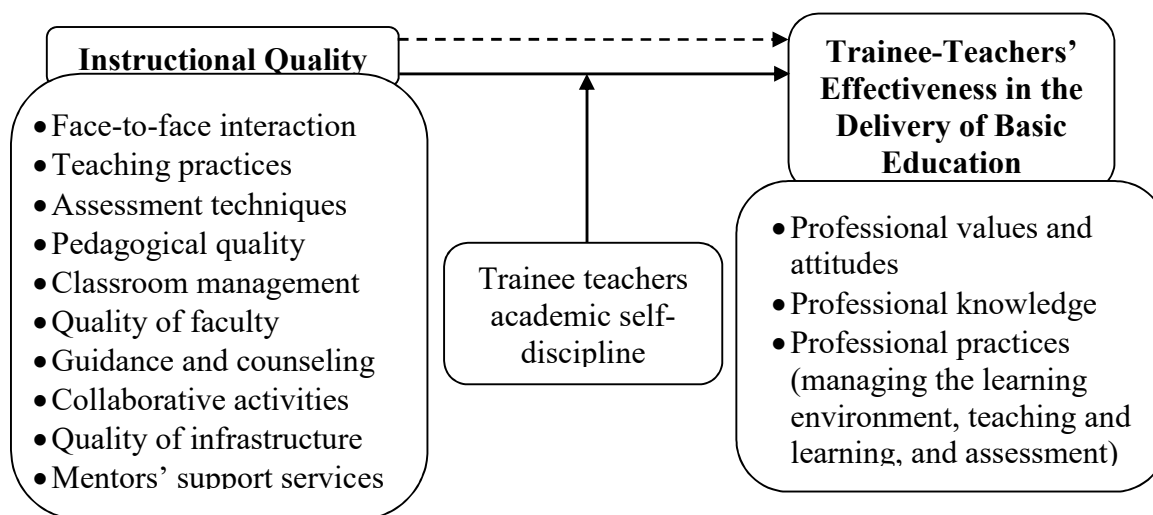 Instructional Quality
• Face-to-face interaction
• Teaching practices
• Assessment techniques
• Pedagogical quality
• Classroom management
• Quality of faculty
• Guidance and counseling
• Collaborative activities
• Quality of infrastructure
• Mentors’ support services
Trainee teachers
academic self-
discipline
Trainee-Teachers’
Effectiveness in the
Delivery of Basic
Education
• Professional values and
attitudes
• Professional knowledge
• Professional practices
(managing the learning
environment, teaching and
learning, and assessment)